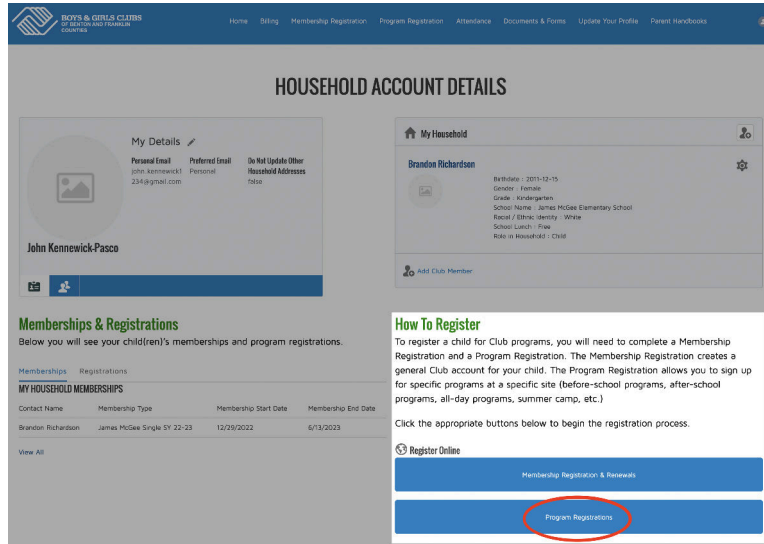 BOYS & GIRLS CLUBS
OF BENTON AND FRANKLIN
COUNTIES
Home Billing Membership Registration Program Registration Attendance Documents & Forms Update Your Profile Parent Handbooks
HOUSEHOLD ACCOUNT DETAILS
My Details
Personal Email Preferred Email Do Not Update Other
Household Addresses
john.kennewick1 Personal false
234@gmail.com
John Kennewick-Pasco
My Household
Brandon Richardson
Birthdate : 2011-12-15
Gender : Female
Grade : Kindergarten
School Name : James McGee Elementary School
Racial / Ethnic Identity : White
School Lunch : Free
Role in Household : Child
Add Club Member
Memberships & Registrations
Below you will see your child(ren)'s memberships and program registrations.
Memberships Registrations
MY HOUSEHOLD MEMBERSHIPS
Contact Name Membership Type Membership Start Date Membership End Date
Brandon Richardson James McGee Single SY 22-23 12/29/2022 6/13/2023
View All
How To Register
To register a child for Club programs, you will need to complete a Membership
Registration and a Program Registration. The Membership Registration creates a
general Club account for your child. The Program Registration allows you to sign up
for specific programs at a specific site (before-school programs, after-school
programs, all-day programs, summer camp, etc.)
Click the appropriate buttons below to begin the registration process.
Register Online
Membership Registration & Renewals
Program Registrations